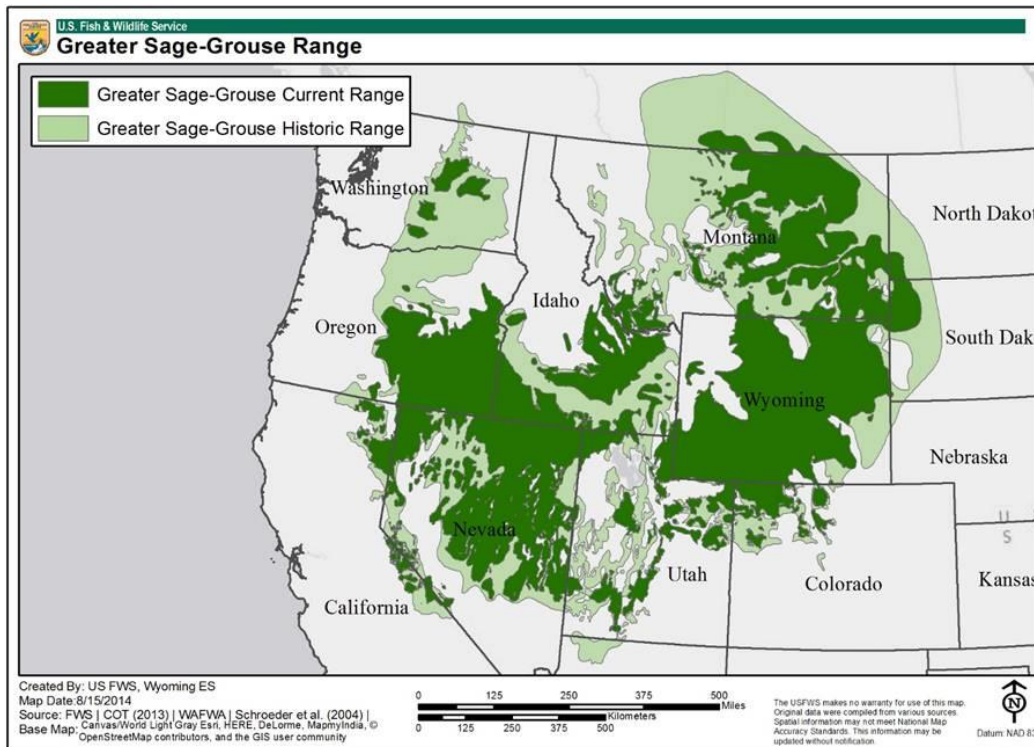 U.S. Fish & Wildlife Service
Greater Sage-Grouse Range
Greater Sage-Grouse Current Range
Greater Sage-Grouse Historic Range
Washington
Montana
North Dakot
Oregon
Idaho
South Dak
Wyoming
Nebraska
U
S
Nevada
Utah
Colorado
Kansas
California
Created By: US FWS, Wyoming ES
Map Date:8/15/2014
Source: FWS | COT (2013) | WAFWA | Schroeder et al. (2004) |
Base Map: Canvas/World Light Gray Esri, HERE, DeLorme, MapmyIndia, ©
OpenStreetMap contributors, and the GIS user community
0 125 250 375 500
Miles
Kilometers
0 125 250 375 500
The USFWS makes no warranty for use of this map.
Original data were compiled from various sources.
Spatial information may not meet National Map
Accuracy Standards. This information may be
updated without notification.
N
Datum: NAD 83